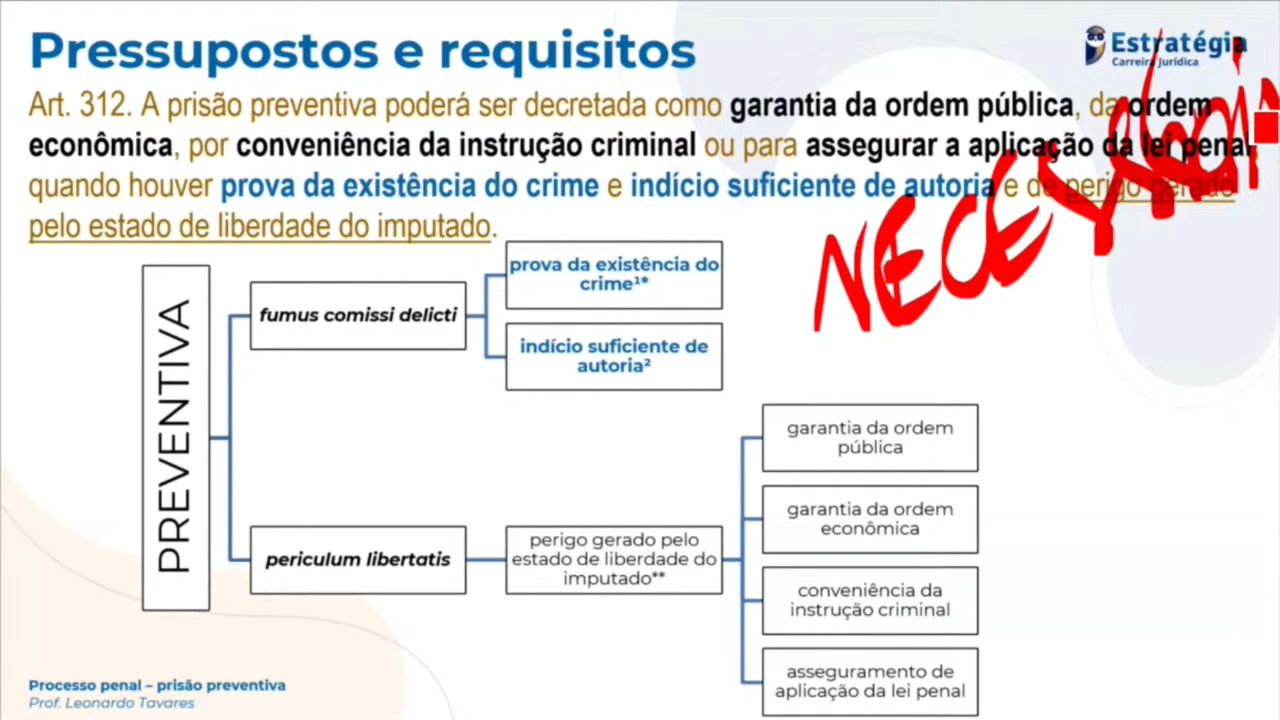 Pressupostos e requisitos
Estratégia
Carreira Jurídica
Art. 312. A prisão preventiva poderá ser decretada como garantia da ordem pública, da ordem
econômica, por conveniência da instrução criminal ou para assegurar a aplicação da lei penal,
quando houver prova da existência do crime e indício suficiente de autoria e de perigo gerado
pelo estado de liberdade do imputado.
PREVENTIVA
fumus comissi delicti
prova da existência do
crime¹*
indício suficiente de
autoria²
periculum libertatis
perigo gerado pelo
estado de liberdade do
imputado**
garantia da ordem
pública
garantia da ordem
econômica
conveniência da
instrução criminal
asseguramento de
aplicação da lei penal
Processo penal – prisão preventiva
Prof. Leonardo Tavares